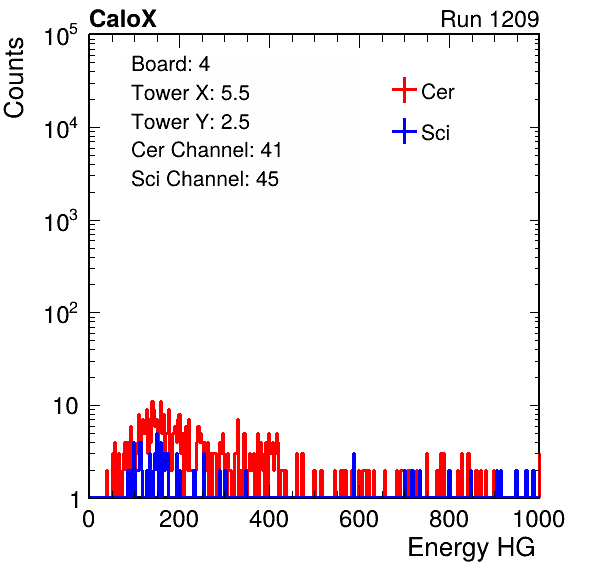 CaloX Run 1209
Counts
10^5
10^4
10^3
10^2
10
1
Board: 4
Tower X: 5.5
Tower Y: 2.5
Cer Channel: 41
Sci Channel: 45
Cer
Sci
0 200 400 600 800 1000
Energy HG